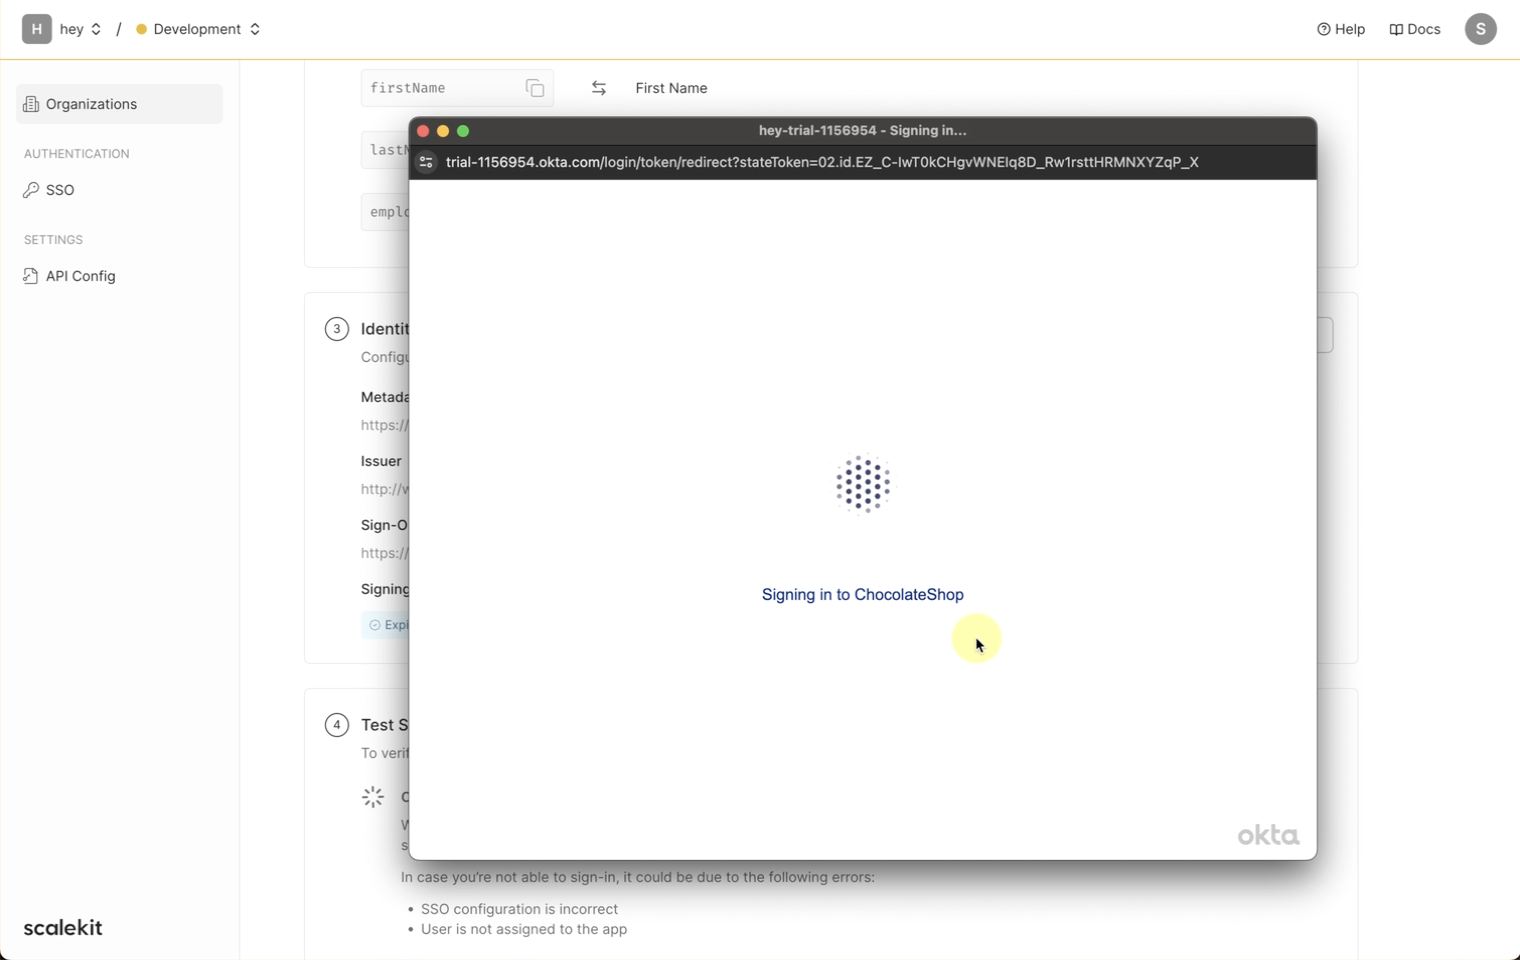 H hey / Development Help Docs S
Organizations
AUTHENTICATION
SSO
SETTINGS
API Config
scalekit
firstName First Name
lastN
emplo
3 Identit
Configu
Metada
https://
Issuer
http://w
Sign-O
https://
Signing
Expi
4 Test S
To verif
In case you're not able to sign-in, it could be due to the following errors:
• SSO configuration is incorrect
• User is not assigned to the app
hey-trial-1156954 - Signing in...
trial-1156954.okta.com/login/token/redirect?stateToken=02.id.EZ_C-IwT0kCHgvWNEIq8D_Rw1rsttHRMNXYZqP_X
Signing in to ChocolateShop
okta